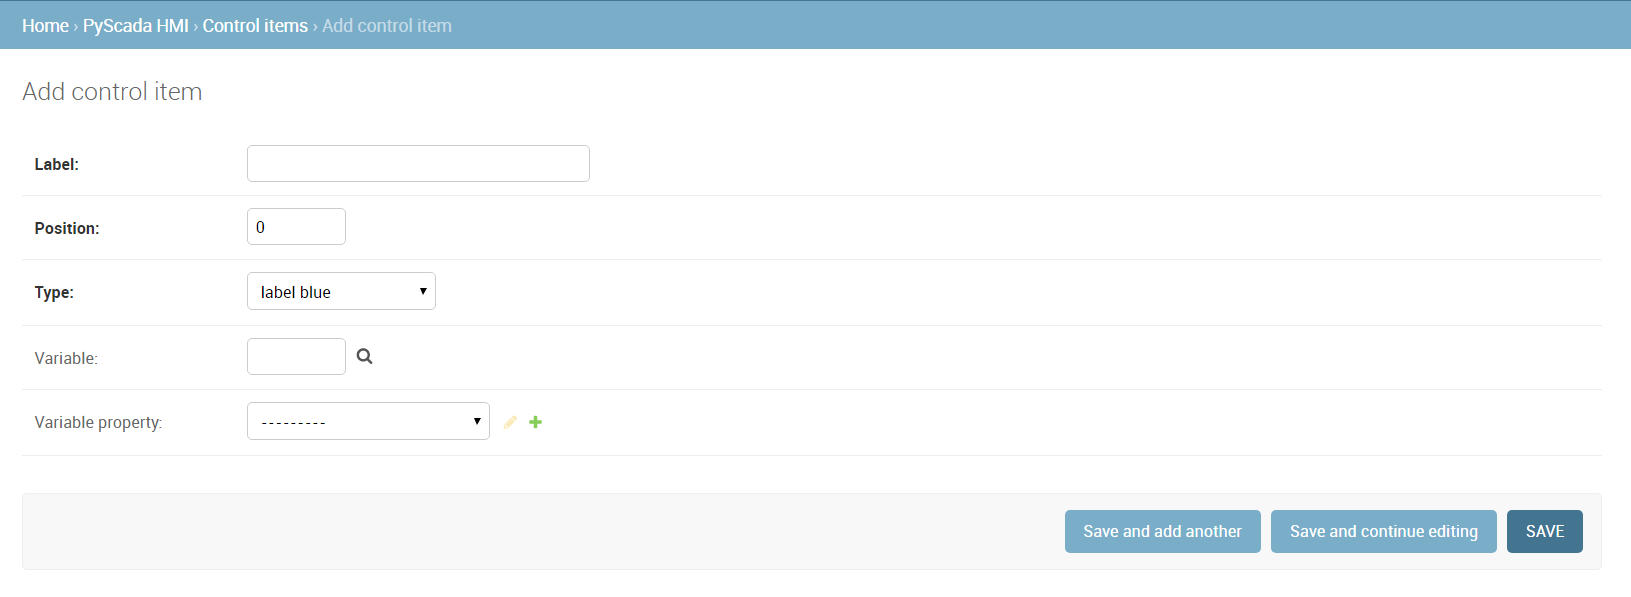 Home › PyScada HMI › Control items › Add control item
Add control item
Label:
Position: 0
Type: label blue
Variable:
Variable property: ---------
Save and add another Save and continue editing SAVE